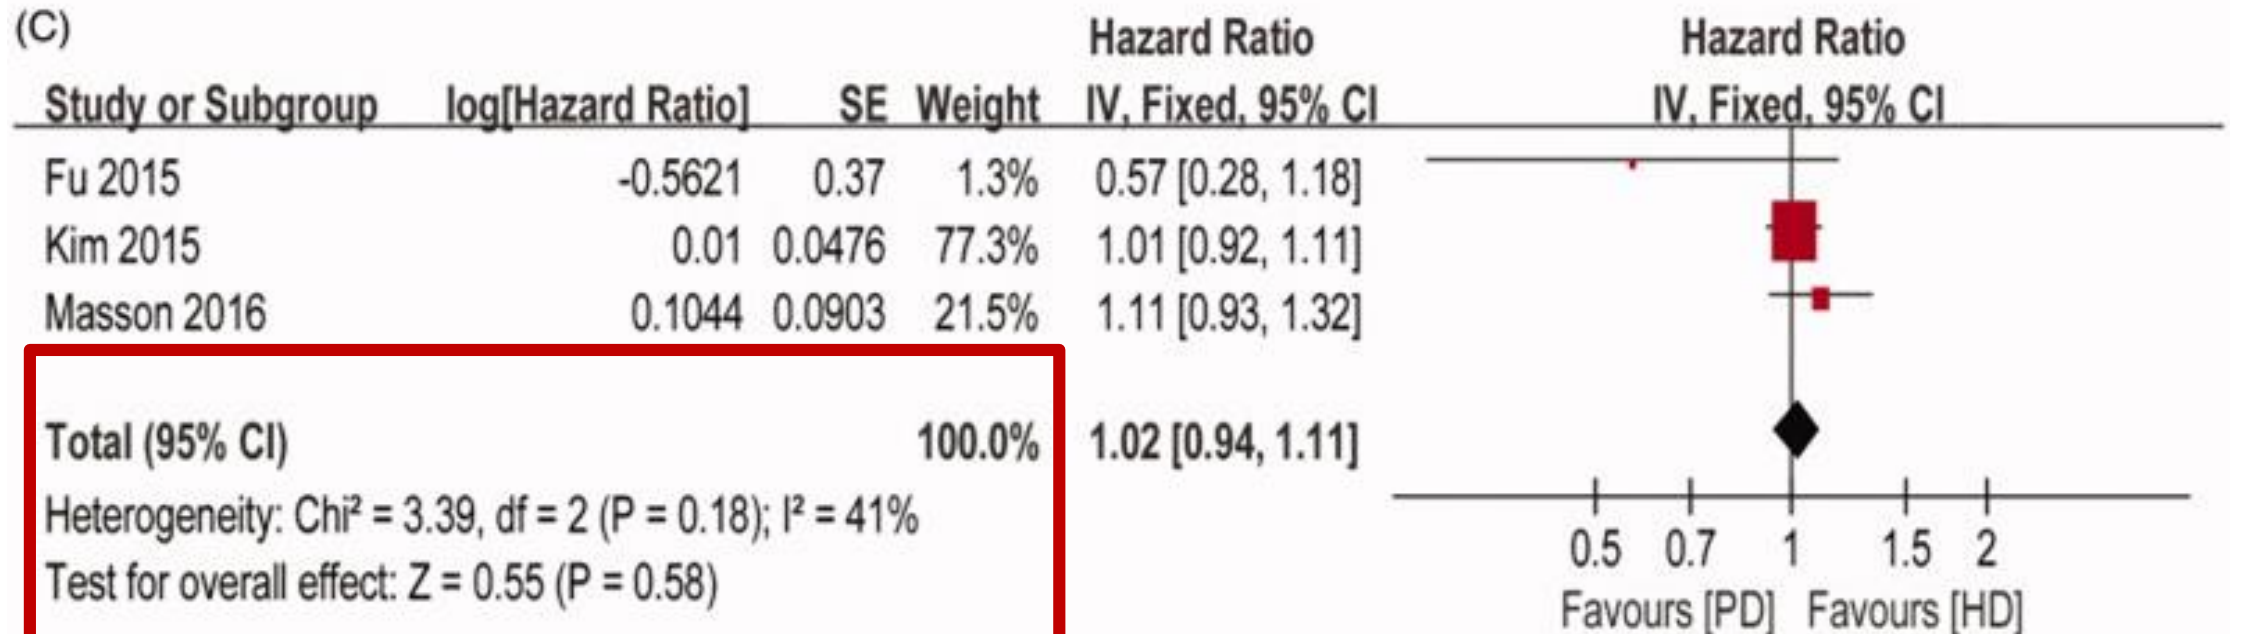 (C)
Hazard Ratio Hazard Ratio
Study or Subgroup log[Hazard Ratio] SE Weight IV, Fixed, 95% CI IV, Fixed, 95% CI
Fu 2015 -0.5621 0.37 1.3% 0.57 [0.28, 1.18]
Kim 2015 0.01 0.0476 77.3% 1.01 [0.92, 1.11]
Masson 2016 0.1044 0.0903 21.5% 1.11 [0.93, 1.32]
Total (95% CI) 100.0% 1.02 [0.94, 1.11]
Heterogeneity: Chi² = 3.39, df = 2 (P = 0.18); I² = 41%
Test for overall effect: Z = 0.55 (P = 0.58)
0.5 0.7 1 1.5 2
Favours [PD] Favours [HD]